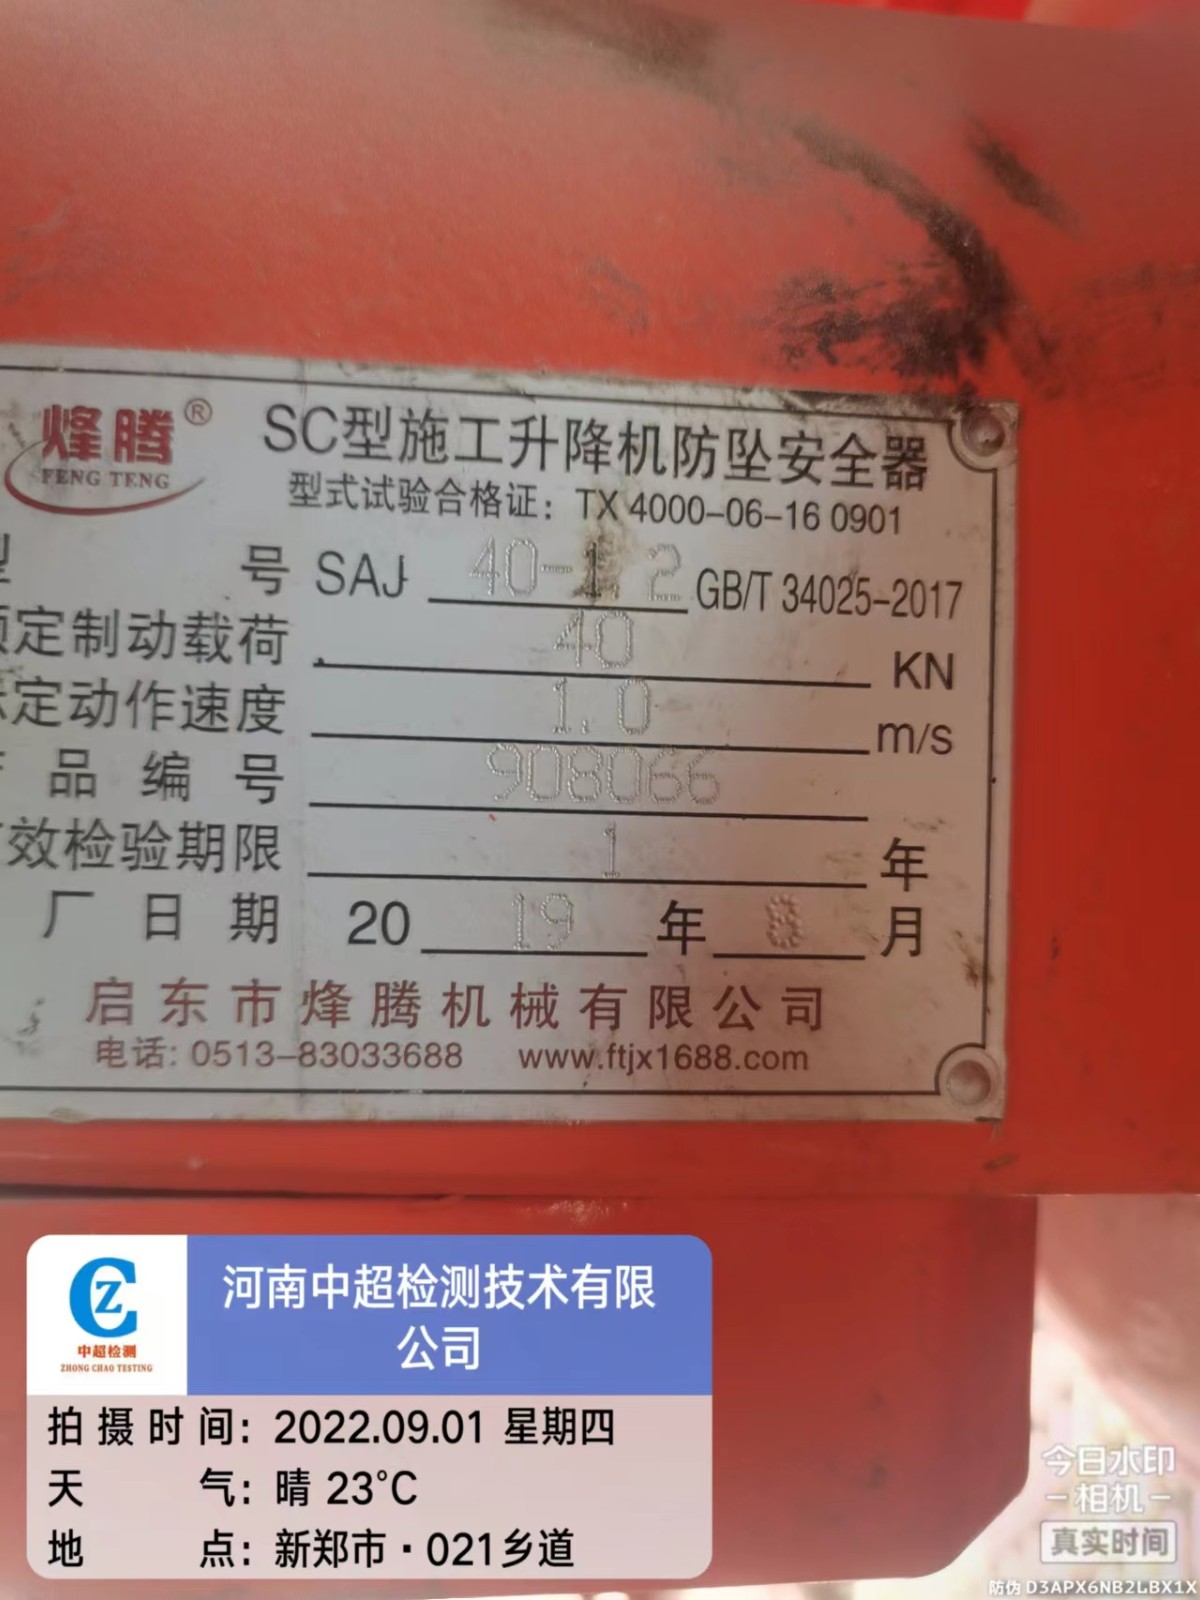 烽腾®
FENG TENG
SC型施工升降机防坠安全器
型式试验合格证：TX 4000-06-16 0901
号 SAJ 40-1.2 GB/T 34025-2017
定制动载荷 40 KN
定动作速度 1.0 m/s
品编号 908066
效检验期限 1 年
厂日期 2019年8月
启东市烽腾机械有限公司
电话: 0513-83033688 www.ftjx1688.com
中超检测
ZHONG CHAO TESTING
河南中超检测技术有限
公司
拍摄时间: 2022.09.01 星期四
天气: 晴 23°C
地点: 新郑市·021乡道
今日水印
-相机-
真实时间
防伪 D3APX6NB2LBX1X